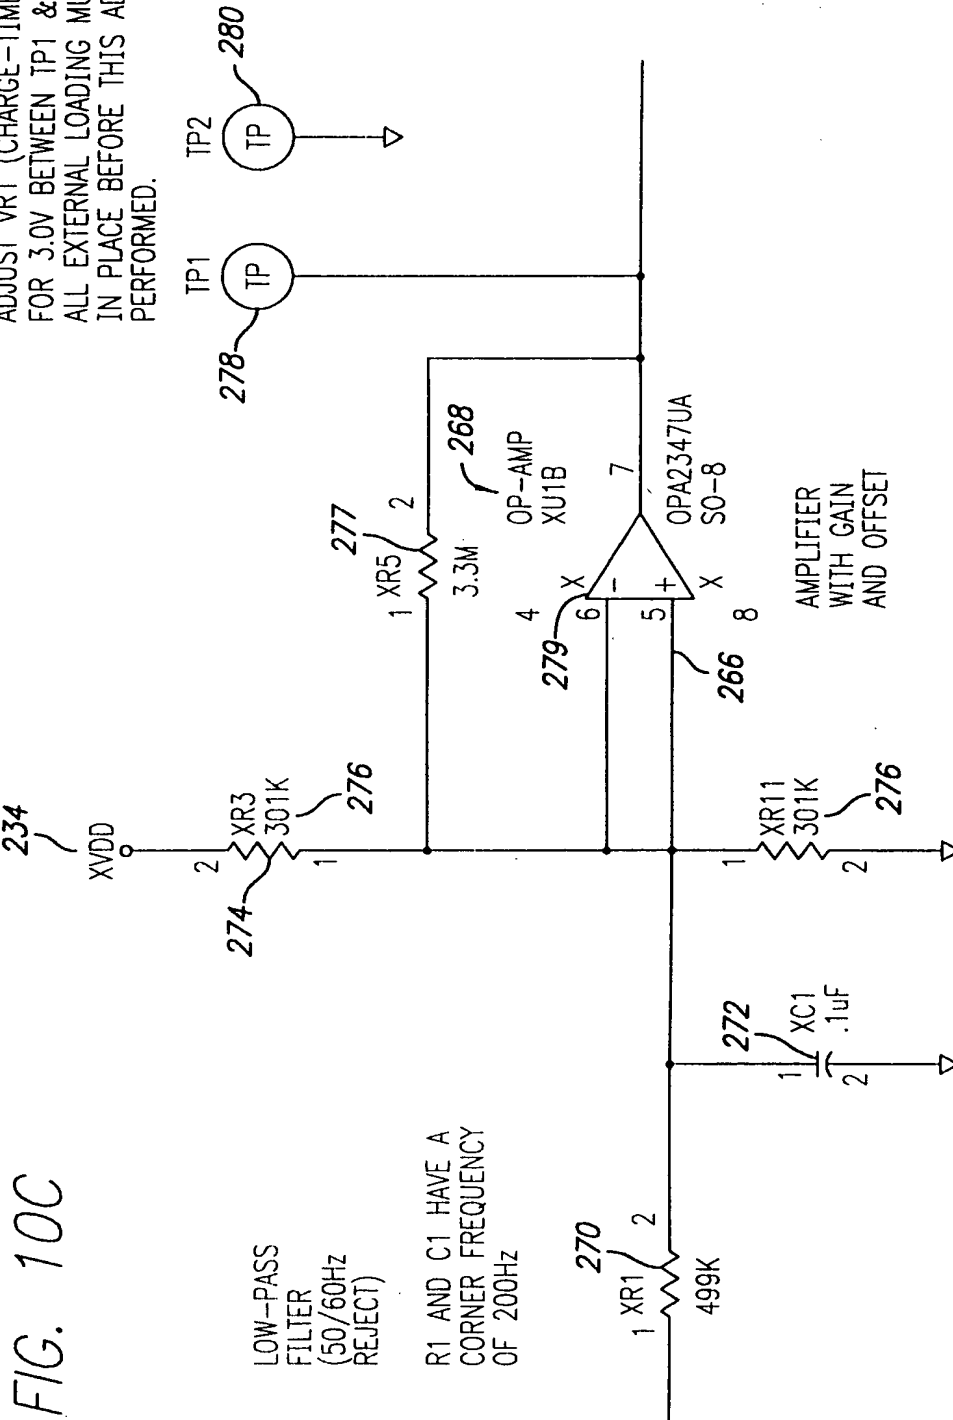 FIG. 10C
ADJUST VR1 (CHARGE-TIME
FOR 3.0V BETWEEN TP1 &
ALL EXTERNAL LOADING
IN PLACE BEFORE THIS
PERFORMED.
TP1
TP
278
TP2
TP
280
234
XVDD
2
XR3
301K
1
274
276
1
XR5
2
3.3M
277
268
OP-AMP
XU1B
4
X
6
-
5
+
X
8
7
279
266
OPA2347UA
SO-8
AMPLIFIER
WITH GAIN
AND OFFSET
LOW-PASS
FILTER
(50/60Hz
REJECT)
R1 AND C1 HAVE A
CORNER FREQUENCY
OF 200Hz
270
1
XR1
2
499K
272
XC1
.1uF
1
2
1
XR11
301K
2
276